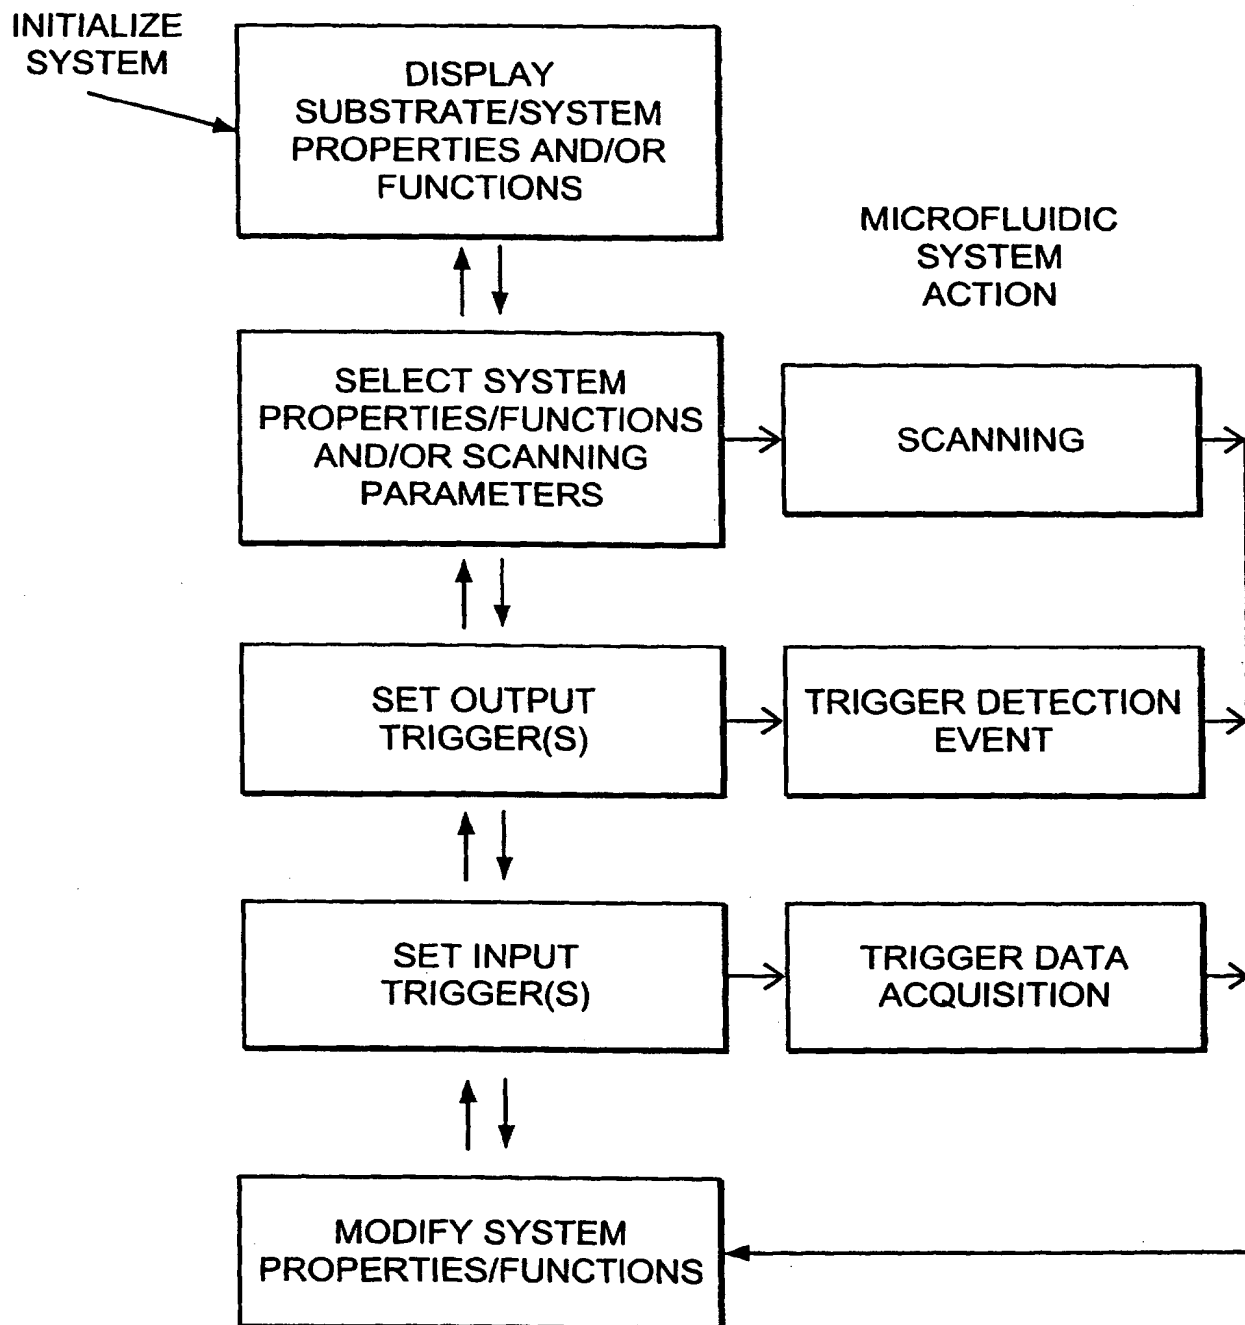 INITIALIZE
SYSTEM
DISPLAY
SUBSTRATE/SYSTEM
PROPERTIES AND/OR
FUNCTIONS
MICROFLUIDIC
SYSTEM
ACTION
SELECT SYSTEM
PROPERTIES/FUNCTIONS
AND/OR SCANNING
PARAMETERS
SCANNING
SET OUTPUT
TRIGGER(S)
TRIGGER DETECTION
EVENT
SET INPUT
TRIGGER(S)
TRIGGER DATA
ACQUISITION
MODIFY SYSTEM
PROPERTIES/FUNCTIONS